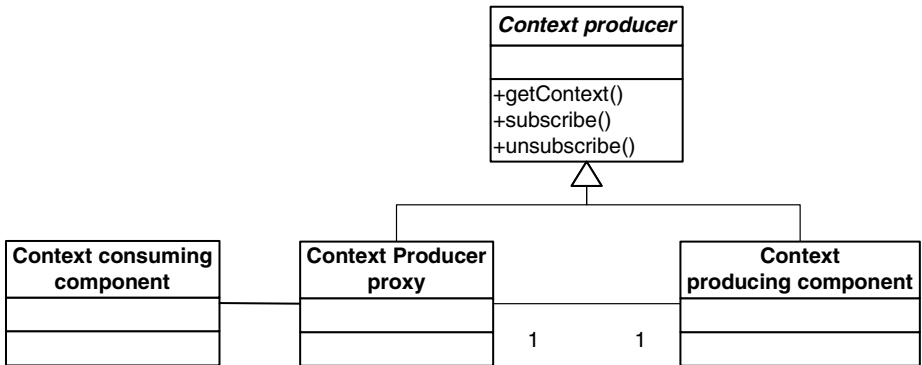 Context producer
+getContext()
+subscribe()
+unsubscribe()
Context consuming
component
Context Producer
proxy
Context
producing component
1
1